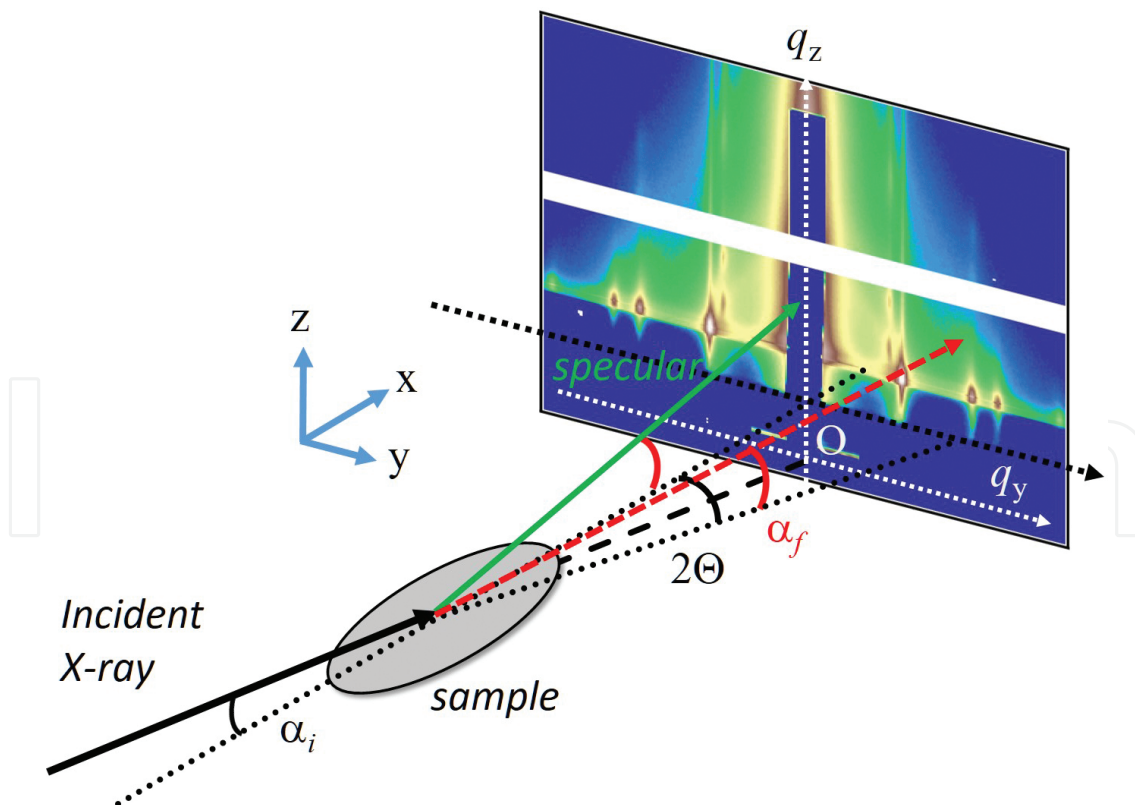 q_z
z
x
y
specular
O
q_y
α_f
2Θ
Incident
X-ray
sample
α_i